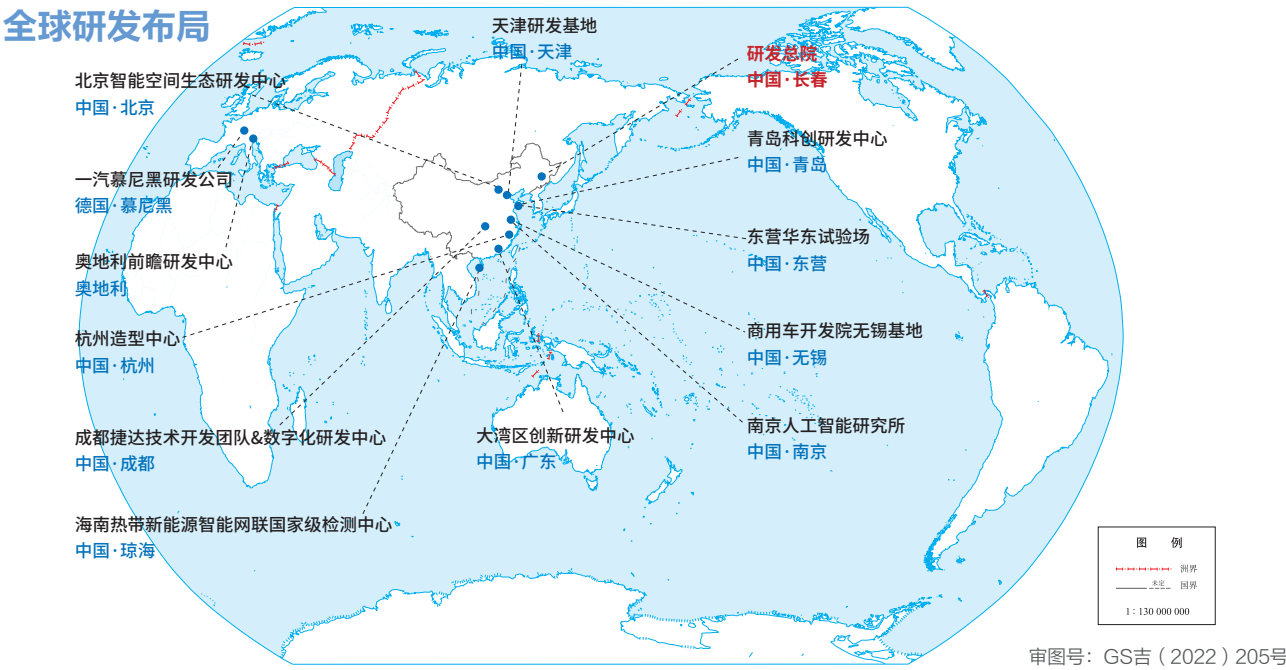 全球研发布局
天津研发基地
中国·天津
研发总院
中国·长春
北京智能空间生态研发中心
中国·北京
青岛科创研发中心
中国·青岛
一汽慕尼黑研发公司
德国·慕尼黑
东营华东试验场
中国·东营
奥地利前瞻研发中心
奥地利
杭州造型中心
中国·杭州
商用车开发院无锡基地
中国·无锡
成都捷达技术开发团队&数字化研发中心
中国·成都
大湾区创新研发中心
中国·广东
南京人工智能研究所
中国·南京
海南热带新能源智能网联国家级检测中心
中国·琼海
图 例
洲界
未定 国界
1:130 000 000
审图号：GS吉（2022）205号